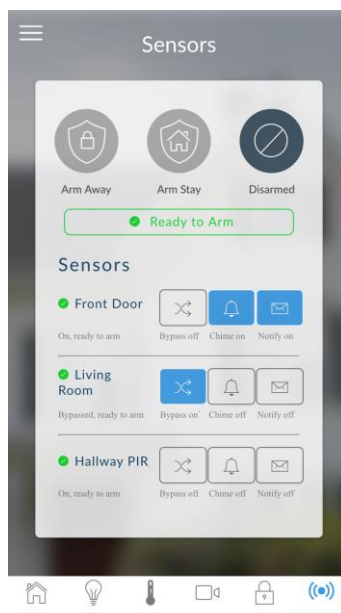 Sensors
Arm Away Arm Stay Disarmed
Ready to Arm
Sensors
Front Door
On, ready to arm Bypass off Chime on Notify on
Living
Room
Bypassed, ready to arm Bypass on Chime off Notify off
Hallway PIR
On, ready to arm Bypass off Chime off Notify off